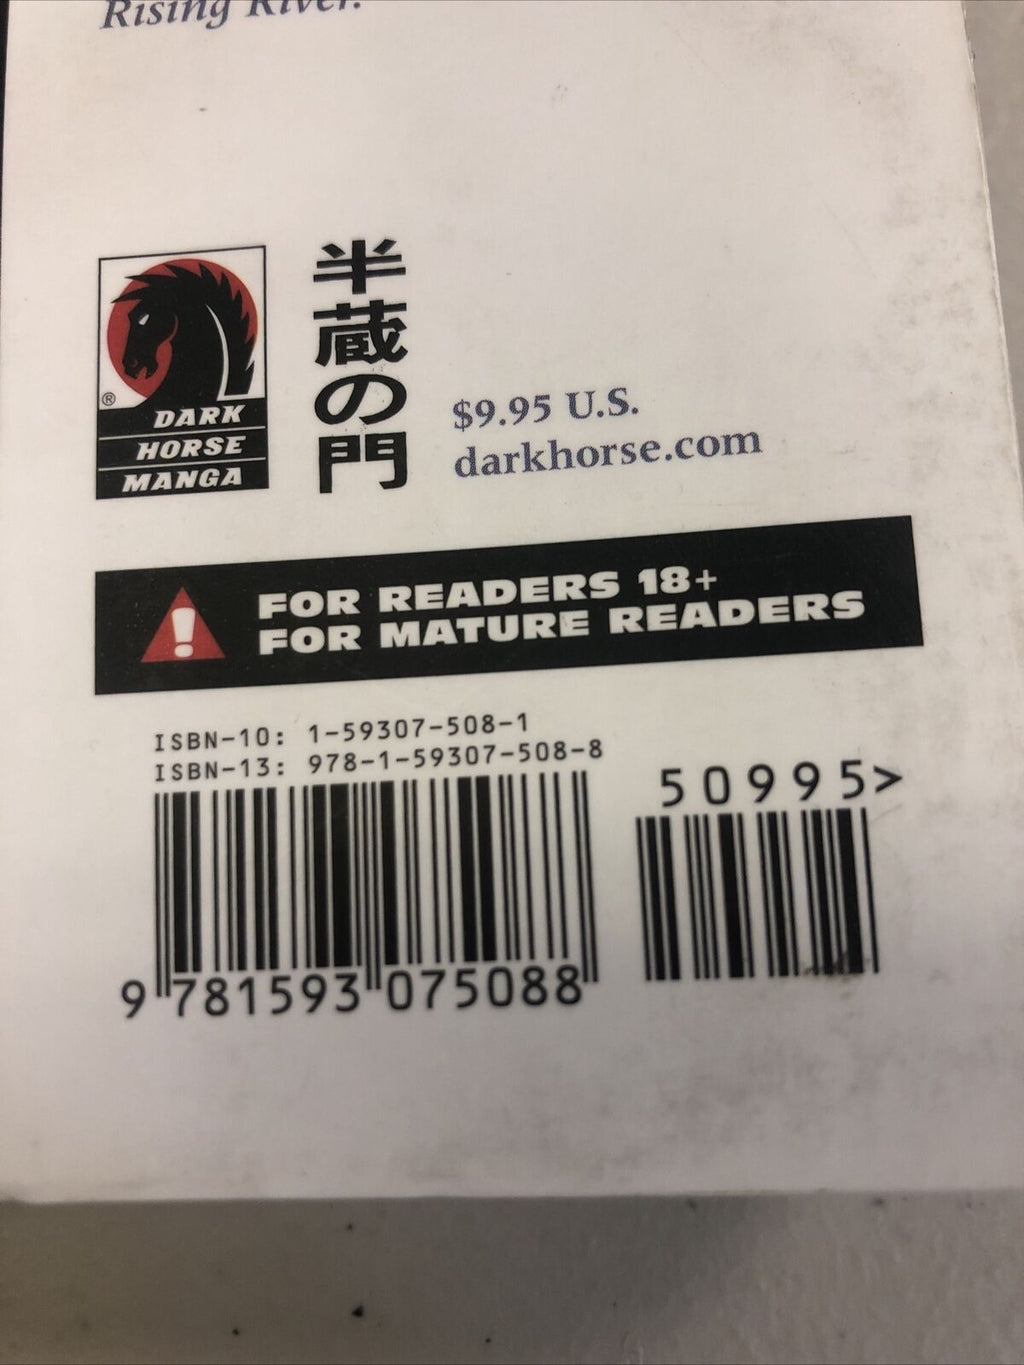 Rising River.
®
DARK
HORSE
MANGA
半蔵の門
$9.95 U.S.
darkhorse.com
!
FOR READERS 18+
FOR MATURE READERS
ISBN-10: 1-59307-508-1
ISBN-13: 978-1-59307-508-8
50995>
9 781593 075088